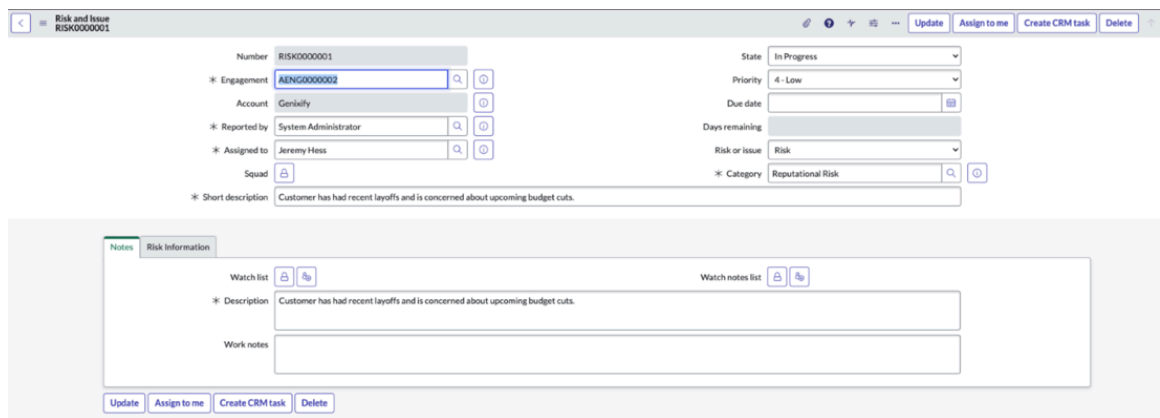 Risk and Issue
RISK0000001
Update Assign to me Create CRM task Delete
Number RISK0000001
State In Progress
* Engagement AENG0000002
Priority 4 - Low
Account Genixify
Due date
* Reported by System Administrator
Days remaining
* Assigned to Jeremy Hess
Risk or issue Risk
Squad
* Category Reputational Risk
* Short description Customer has had recent layoffs and is concerned about upcoming budget cuts.
Notes Risk Information
Watch list
Watch notes list
* Description Customer has had recent layoffs and is concerned about upcoming budget cuts.
Work notes
Update Assign to me Create CRM task Delete